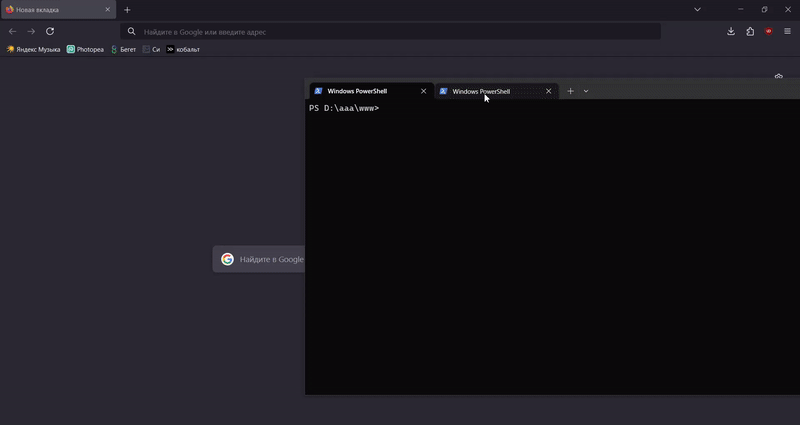 Новая вкладка
Найдите в Google или введите адрес
Яндекс Музыка Photopea Бегет Си кобальт
Windows PowerShell Windows PowerShell
PS D:\aaa\www>
Найдите в Google